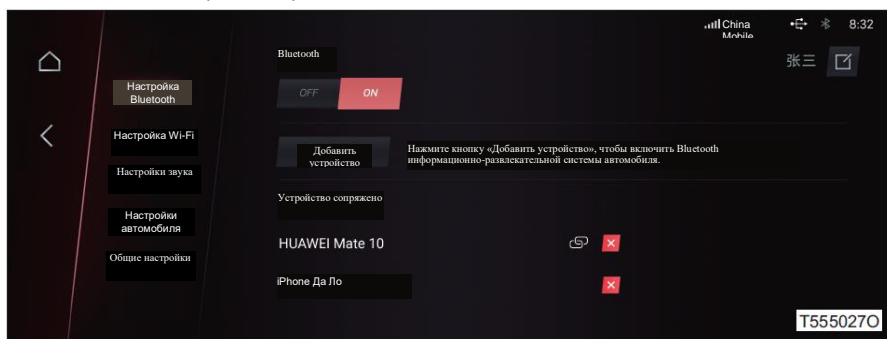 China
Mobile
8:32
Bluetooth
张三
Настройка
Bluetooth
OFF ON
Настройка Wi-Fi
Добавить
устройство
Нажмите кнопку «Добавить устройство», чтобы включить Bluetooth
информационно-развлекательной системы автомобиля.
Настройки звука
Устройство сопряжено
Настройки
автомобиля
HUAWEI Mate 10
Общие настройки
iPhone Да Ло
T555027O